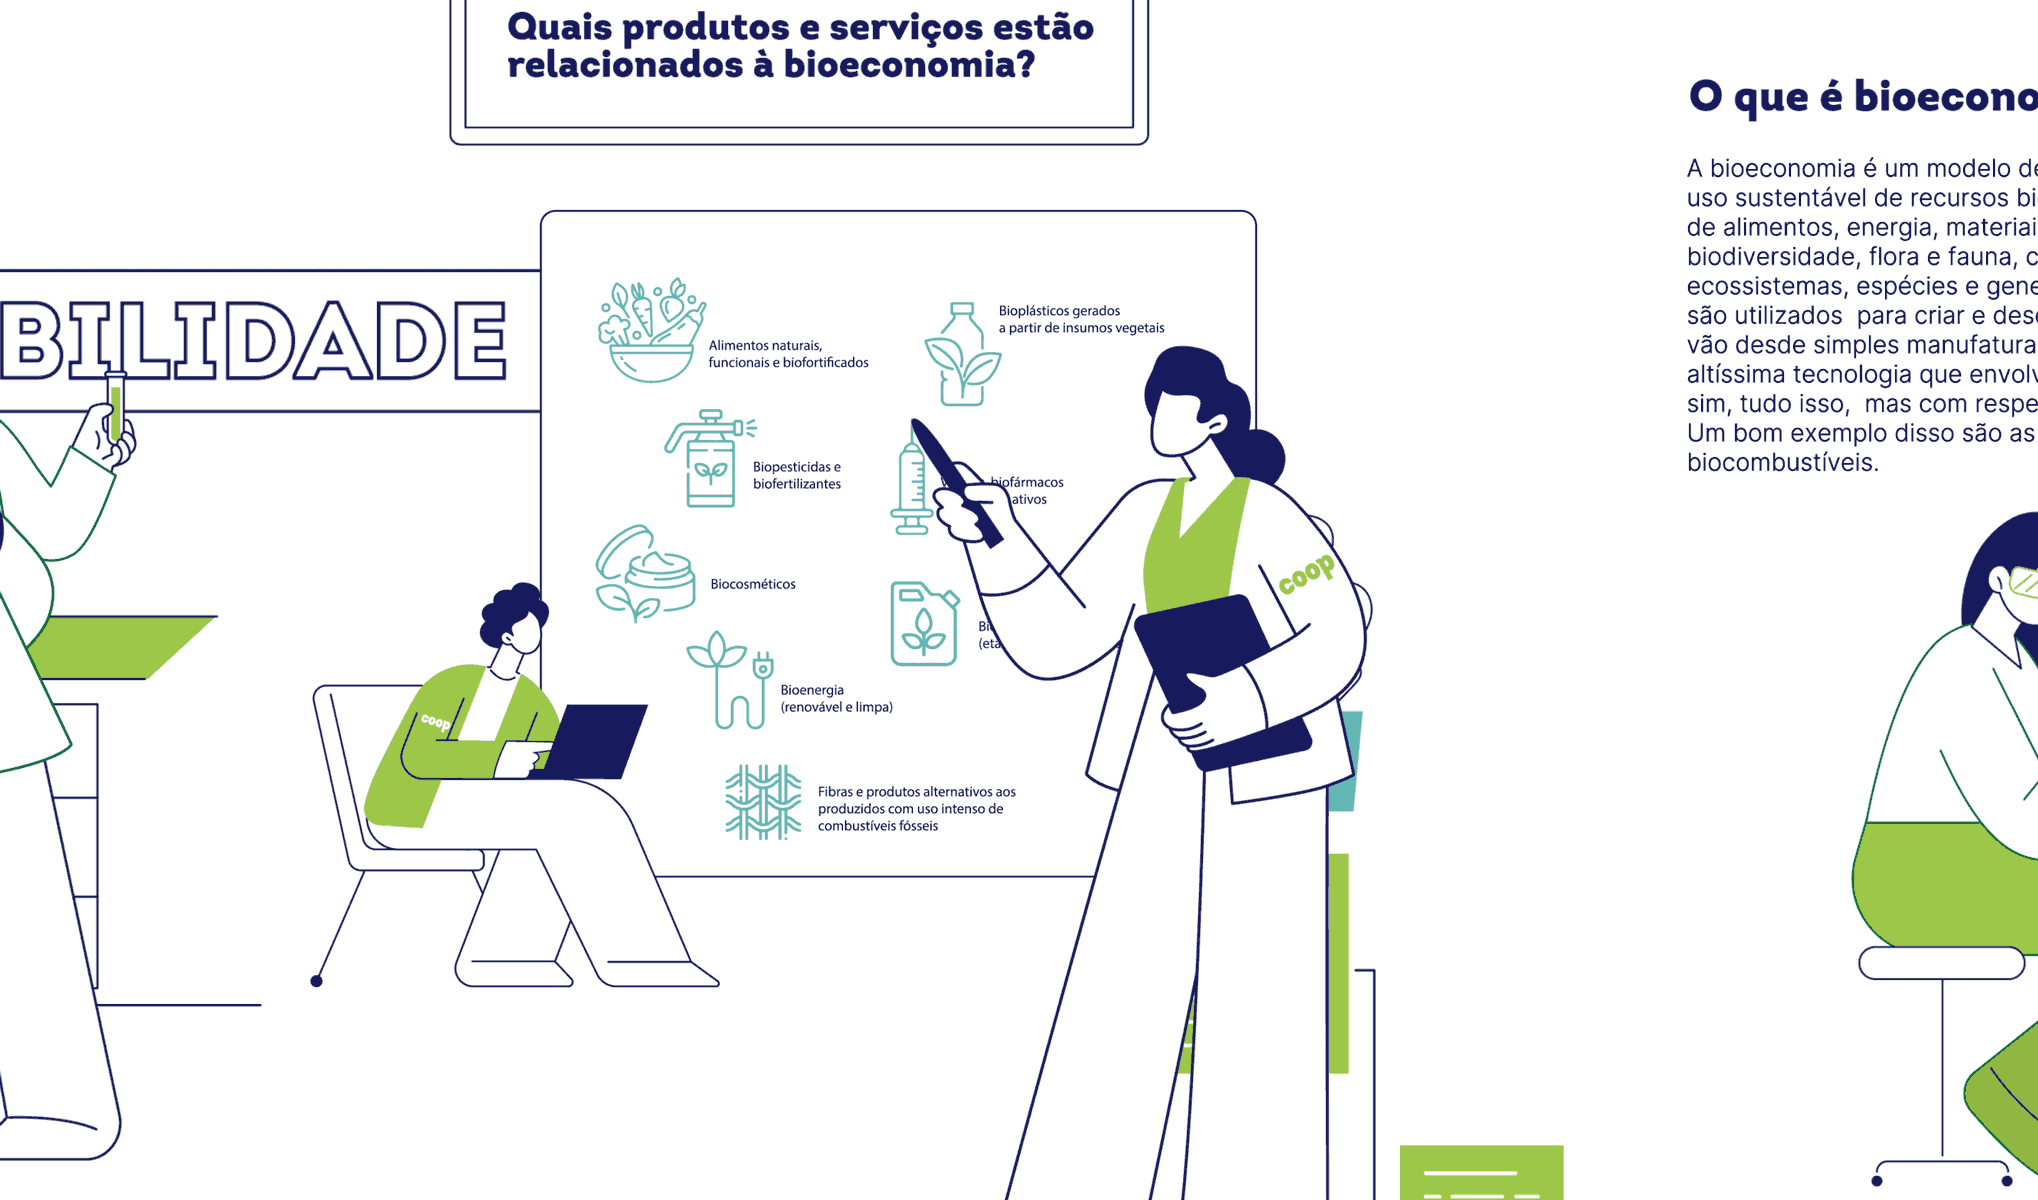 Quais produtos e serviços estão
relacionados à bioeconomia?
BILIDADE
Alimentos naturais,
funcionais e biofortificados
Bioplásticos gerados
a partir de insumos vegetais
Biopesticidas e
biofertilizantes
biofármacos
Biocosméticos
Bioenergia
(renovável e limpa)
Fibras e produtos alternativos aos
produzidos com uso intenso de
combustíveis fósseis
coop
coop
O que é bioecono
A bioeconomia é um modelo de
uso sustentável de recursos bi
de alimentos, energia, materiai
biodiversidade, flora e fauna, c
ecossistemas, espécies e gene
são utilizados para criar e dese
vão desde simples manufatura
altíssima tecnologia que envolv
sim, tudo isso, mas com respe
Um bom exemplo disso são as
biocombustíveis.